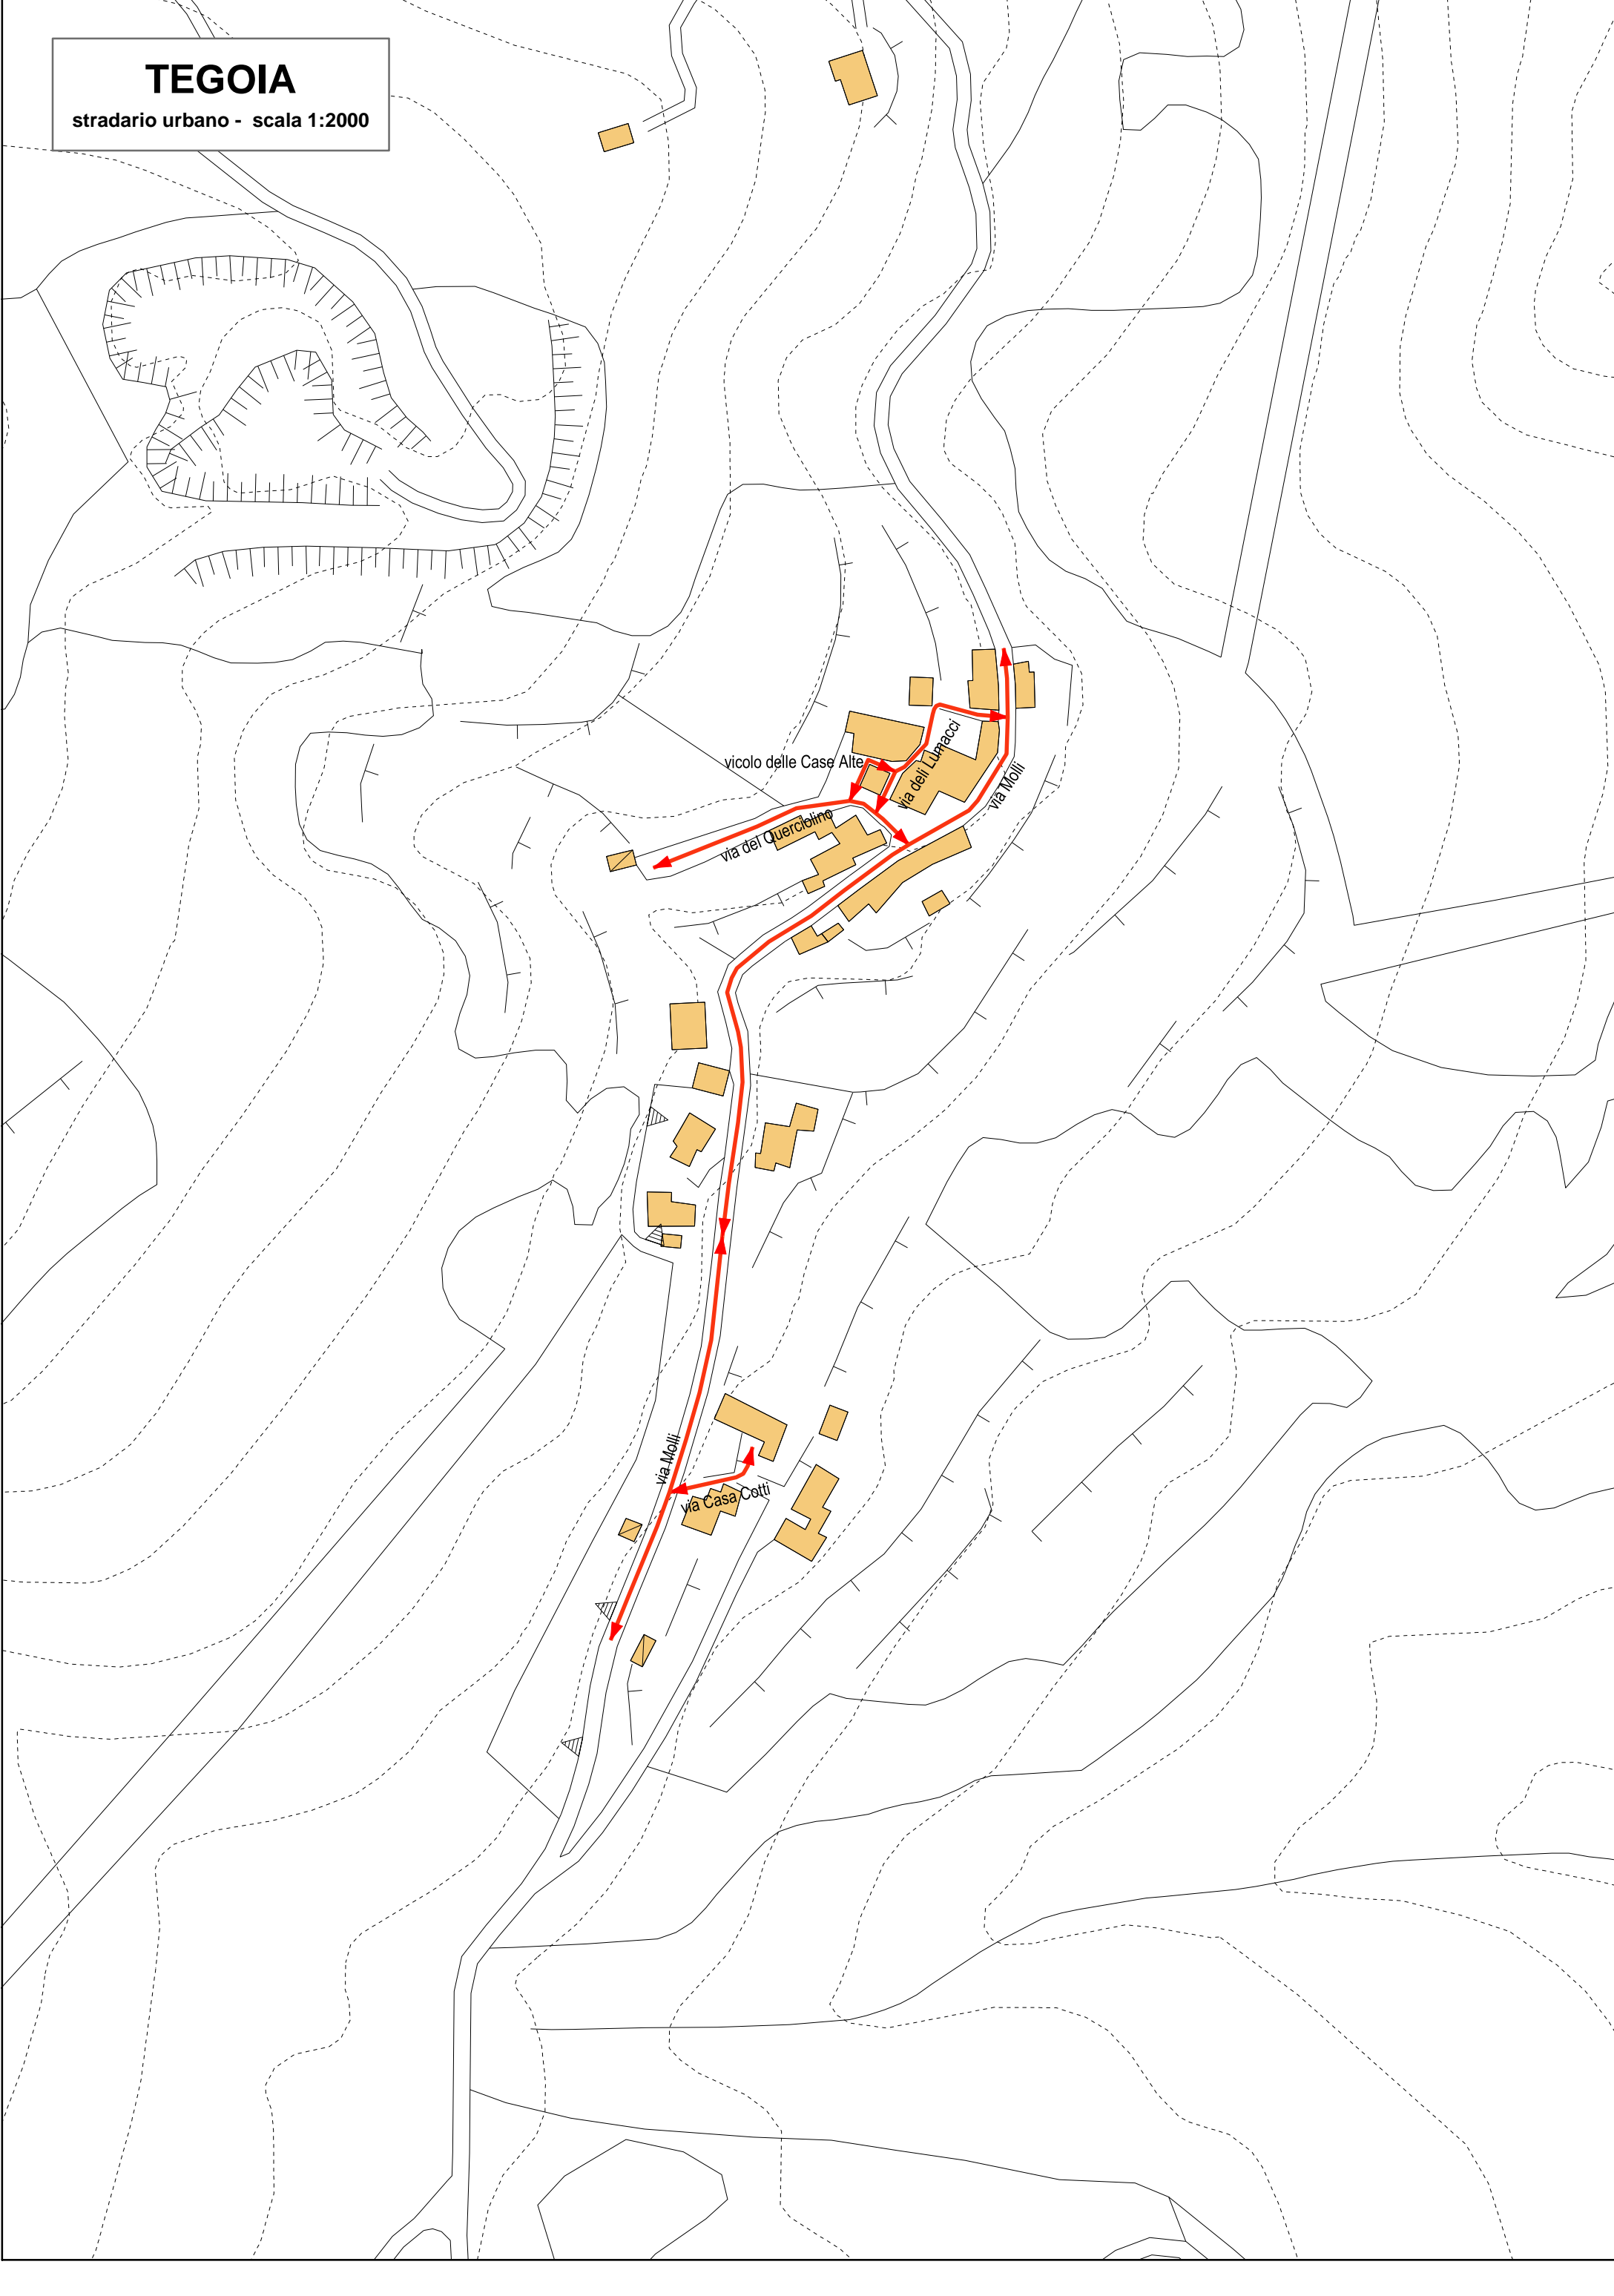 TEGOIA
stradario urbano - scala 1:2000
vicolo delle Case Alte
via deli Lumacci
via Molli
via del Querciolino
via Molli
via Casa Cotti